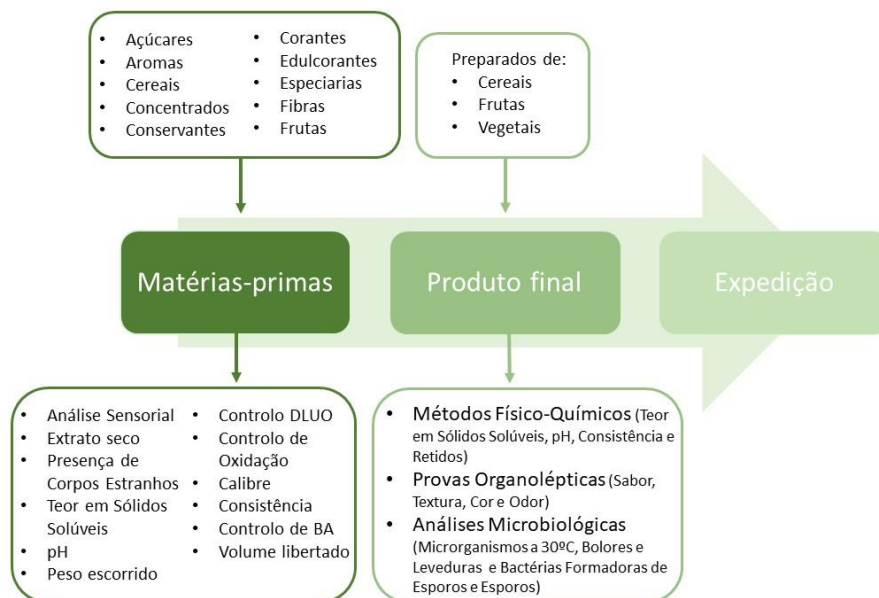 • Açúcares
• Aromas
• Cereais
• Concentrados
• Conservantes
• Corantes
• Edulcorantes
• Especiarias
• Fibras
• Frutas
Preparados de:
• Cereais
• Frutas
• Vegetais
Matérias-primas
Produto final
Expedição
• Análise Sensorial
• Extrato seco
• Presença de
Corpos Estranhos
• Teor em Sólidos
Solúveis
• pH
• Peso escorrido
• Controlo DLUO
• Controlo de
Oxidação
• Calibre
• Consistência
• Controlo de BA
• Volume libertado
• Métodos Físico-Químicos (Teor
em Sólidos Solúveis, pH, Consistência e
Retidos)
• Provas Organolépticas (Sabor,
Textura, Cor e Odor)
• Análises Microbiológicas
(Microrganismos a 30ºC, Bolores e
Leveduras e Bactérias Formadoras de
Esporos e Esporos)